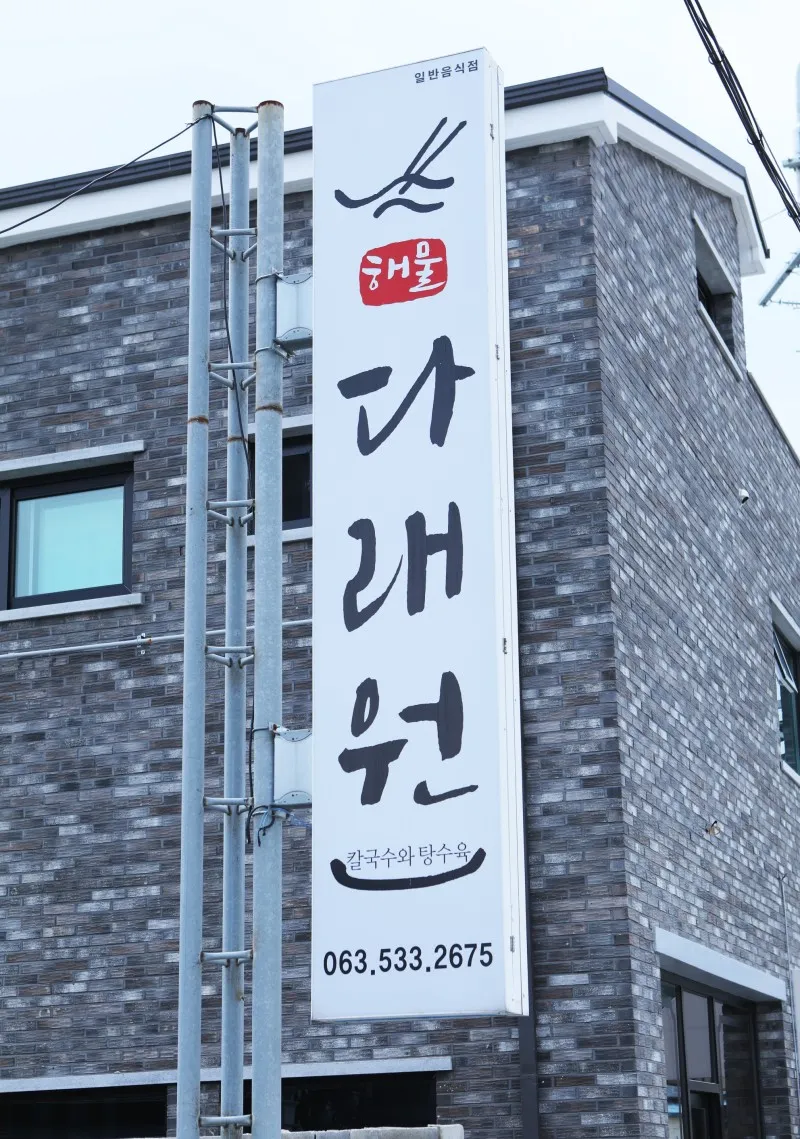 일반음식점
해물
다래원
칼국수와 탕수육
063.533.2675